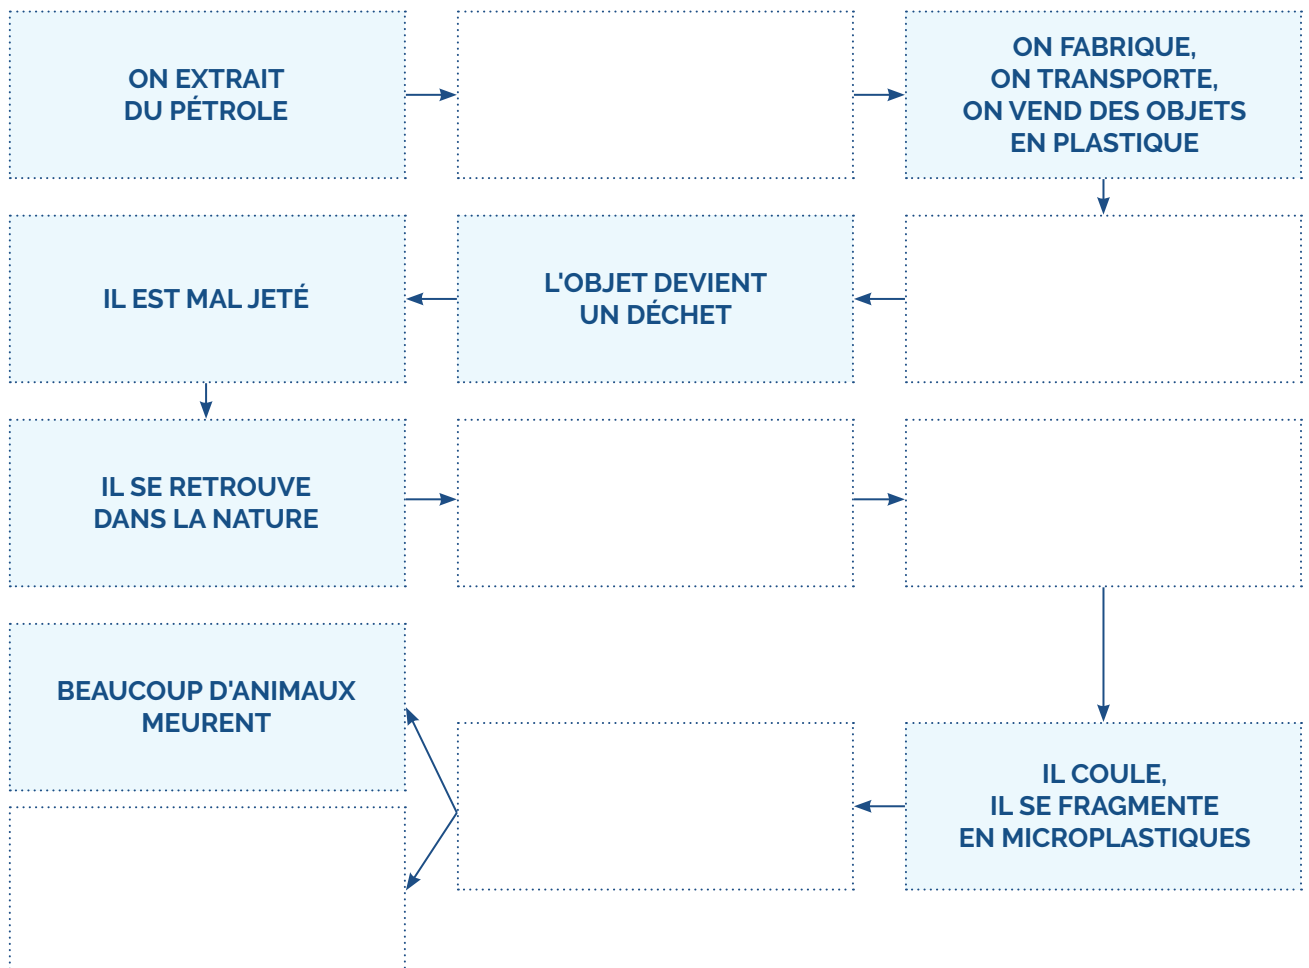 ON EXTRAIT
DU PÉTROLE
ON FABRIQUE,
ON TRANSPORTE,
ON VEND DES OBJETS
EN PLASTIQUE
IL EST MAL JETÉ
L'OBJET DEVIENT
UN DÉCHET
IL SE RETROUVE
DANS LA NATURE
BEAUCOUP D'ANIMAUX
MEURENT
IL COULE,
IL SE FRAGMENTE
EN MICROPLASTIQUES